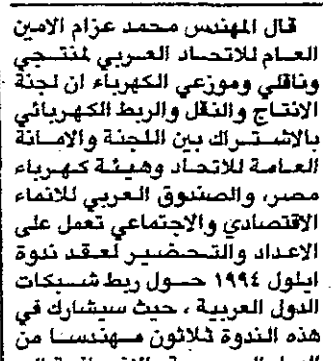 قال المهندس محمد عزام الامين
العام للاتحاد العربي لمنتجي
وناقلي وموزعي الكهرباء ان لجنة
الانتاج والنقل والربط الكهربائي
بالاشتراك بين اللجنة والامانة
العامة للاتحاد وهيئة كهرباء
مصر، والصندوق العربي للانماء
الاقتصادي والاجتماعي تعمل على
الاعداد والتحضير لعقد ندوة
ايلول ١٩٩٤ حول ربط شبكات
الدول العربية ، حيث سيشارك في
هذه الندوة ثلاثون مهندسا من